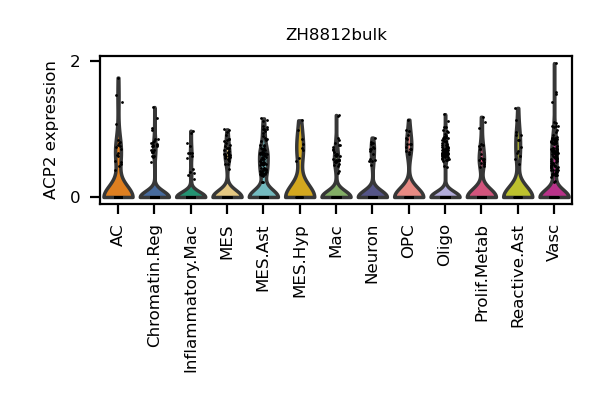 ZH8812bulk
ACP2 expression
2
0
AC
Chromatin.Reg
Inflammatory.Mac
MES
MES.Ast
MES.Hyp
Mac
Neuron
OPC
Oligo
Prolif.Metab
Reactive.Ast
Vasc